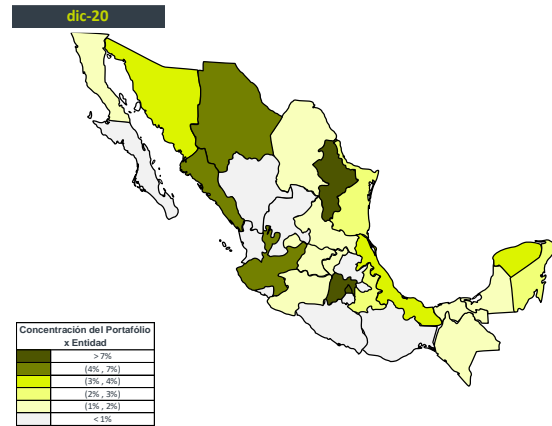 dic-20
Concentración del Portafólio
x Entidad
>7%
(4% , 7%)
(3% , 4%)
(2% , 3%)
(1% , 2%)
<1%